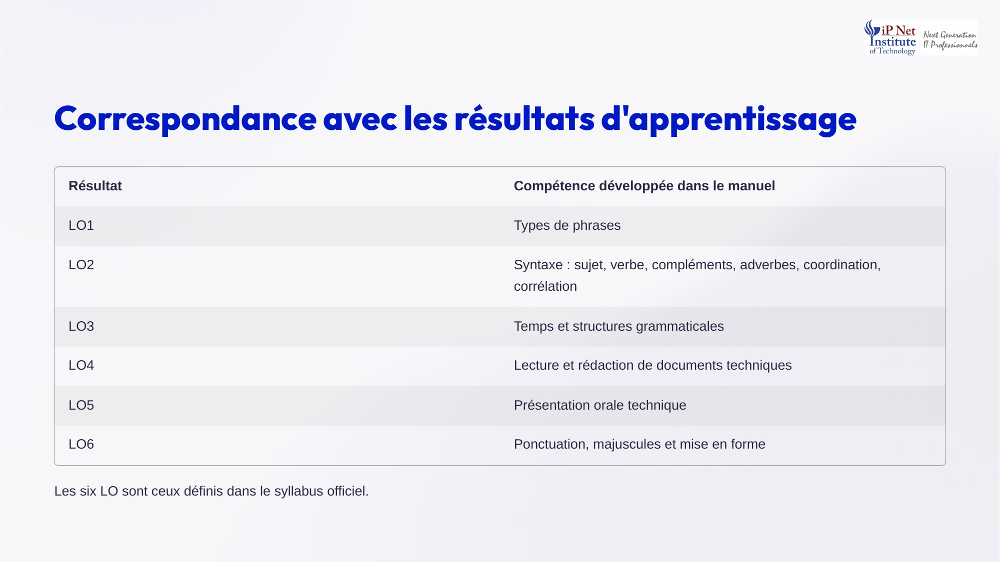 iP Net
Institute
of Technology
Next Generation
IT Professionnels
Correspondance avec les résultats d'apprentissage
Résultat Compétence développée dans le manuel
LO1 Types de phrases
LO2 Syntaxe : sujet, verbe, compléments, adverbes, coordination,
corrélation
LO3 Temps et structures grammaticales
LO4 Lecture et rédaction de documents techniques
LO5 Présentation orale technique
LO6 Ponctuation, majuscules et mise en forme
Les six LO sont ceux définis dans le syllabus officiel.